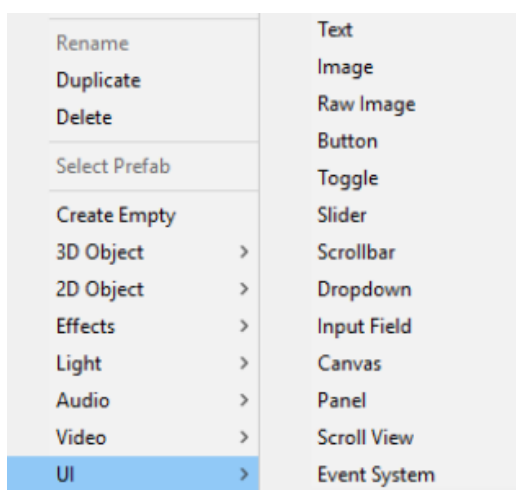 Rename
Duplicate
Delete
Select Prefab
Create Empty
3D Object
2D Object
Effects
Light
Audio
Video
UI
Text
Image
Raw Image
Button
Toggle
Slider
Scrollbar
Dropdown
Input Field
Canvas
Panel
Scroll View
Event System